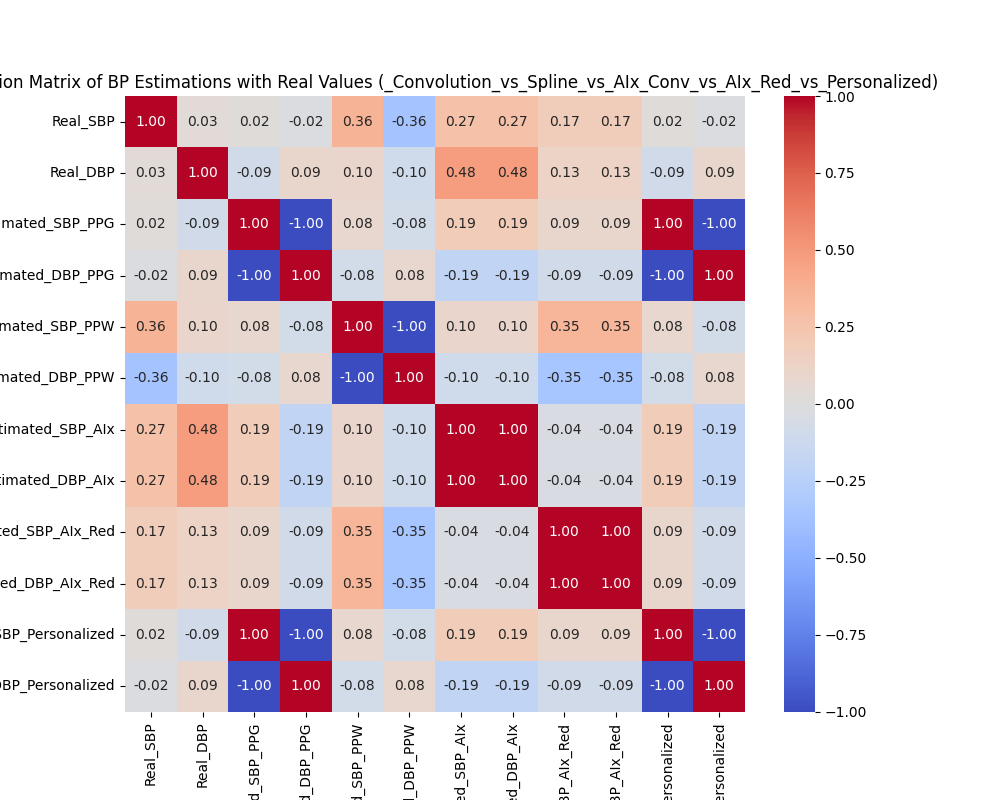 ion Matrix of BP Estimations with Real Values (_Convolution_vs_Spline_vs_AIx_Conv_vs_AIx_Red_vs_Personalized)
Real_SBP 1.00 0.03 0.02 -0.02 0.36 -0.36 0.27 0.27 0.17 0.17 0.02 -0.02
Real_DBP 0.03 1.00 -0.09 0.09 0.10 -0.10 0.48 0.48 0.13 0.13 -0.09 0.09
mated_SBP_PPG 0.02 -0.09 1.00 -1.00 0.08 -0.08 0.19 0.19 0.09 0.09 1.00 -1.00
mated_DBP_PPG -0.02 0.09 -1.00 1.00 -0.08 0.08 -0.19 -0.19 -0.09 -0.09 -1.00 1.00
mated_SBP_PPW 0.36 0.10 0.08 -0.08 1.00 -1.00 0.10 0.10 0.35 0.35 0.08 -0.08
mated_DBP_PPW -0.36 -0.10 -0.08 0.08 -1.00 1.00 -0.10 -0.10 -0.35 -0.35 -0.08 0.08
timated_SBP_AIx 0.27 0.48 0.19 -0.19 0.10 -0.10 1.00 1.00 -0.04 -0.04 0.19 -0.19
timated_DBP_AIx 0.27 0.48 0.19 -0.19 0.10 -0.10 1.00 1.00 -0.04 -0.04 0.19 -0.19
ted_SBP_AIx_Red 0.17 0.13 0.09 -0.09 0.35 -0.35 -0.04 -0.04 1.00 1.00 0.09 -0.09
ed_DBP_AIx_Red 0.17 0.13 0.09 -0.09 0.35 -0.35 -0.04 -0.04 1.00 1.00 0.09 -0.09
SBP_Personalized 0.02 -0.09 1.00 -1.00 0.08 -0.08 0.19 0.19 0.09 0.09 1.00 -1.00
DBP_Personalized -0.02 0.09 -1.00 1.00 -0.08 0.08 -0.19 -0.19 -0.09 -0.09 -1.00 1.00
Real_SBP
Real_DBP
d_SBP_PPG
d_DBP_PPG
d_SBP_PPW
d_DBP_PPW
ed_SBP_AIx
ed_DBP_AIx
BP_AIx_Red
BP_AIx_Red
ersonalized
ersonalized
1.00
0.75
0.50
0.25
0.00
−0.25
−0.50
−0.75
−1.00